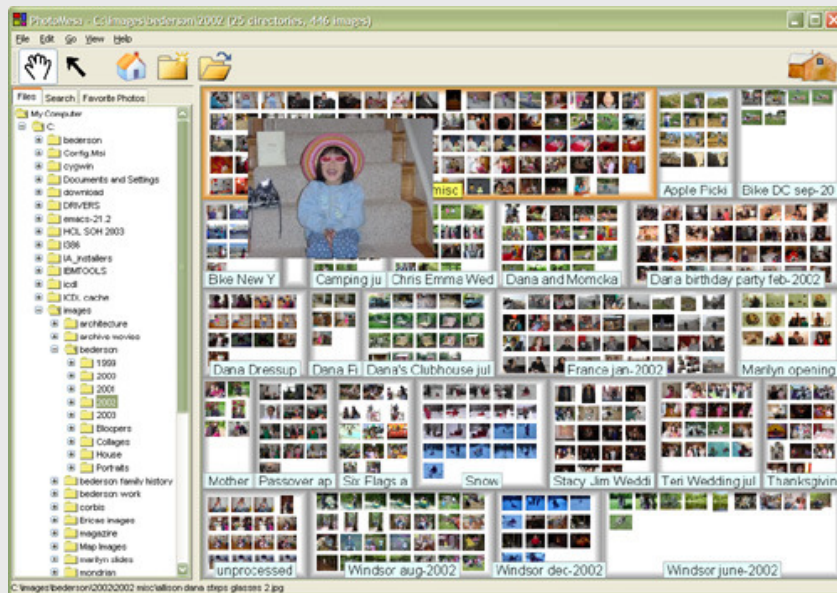 PhotoMesa - C:\images\bederson\2002 (25 directories, 446 images)
File Edit Go View Help
Files Search Favorite Photos
My Computer
C:
bederson
Config.Msi
cygwin
Documents and Settings
download
DRIVERS
emacs-21.2
HCL SOH 2003
I386
IA_installers
IBMTOOLS
icdl
ICDL cache
images
architecture
archive movies
bederson
1999
2000
2001
2002
2003
Bloopers
Collages
House
Portraits
bederson family history
bederson work
corbis
Erices images
magazine
Map Images
marilyn slides
mondrian
misc
Apple Picki
Bike DC sep-20
Bike New Y
Camping ju
Chris Emma Wed
Dana and Momcka
Dana birthday party feb-2002
Dana Dressup
Dana Fi
Dana's Clubhouse jul
France jan-2002
Marilyn opening
Mother
Passover ap
Six Flags a
Snow
Stacy Jim Weddi
Teri Wedding jul
Thanksgivin
unprocessed
Windsor aug-2002
Windsor dec-2002
Windsor june-2002
C:\images\bederson\2002\2002 misc\allison dana steps glasses 2.jpg